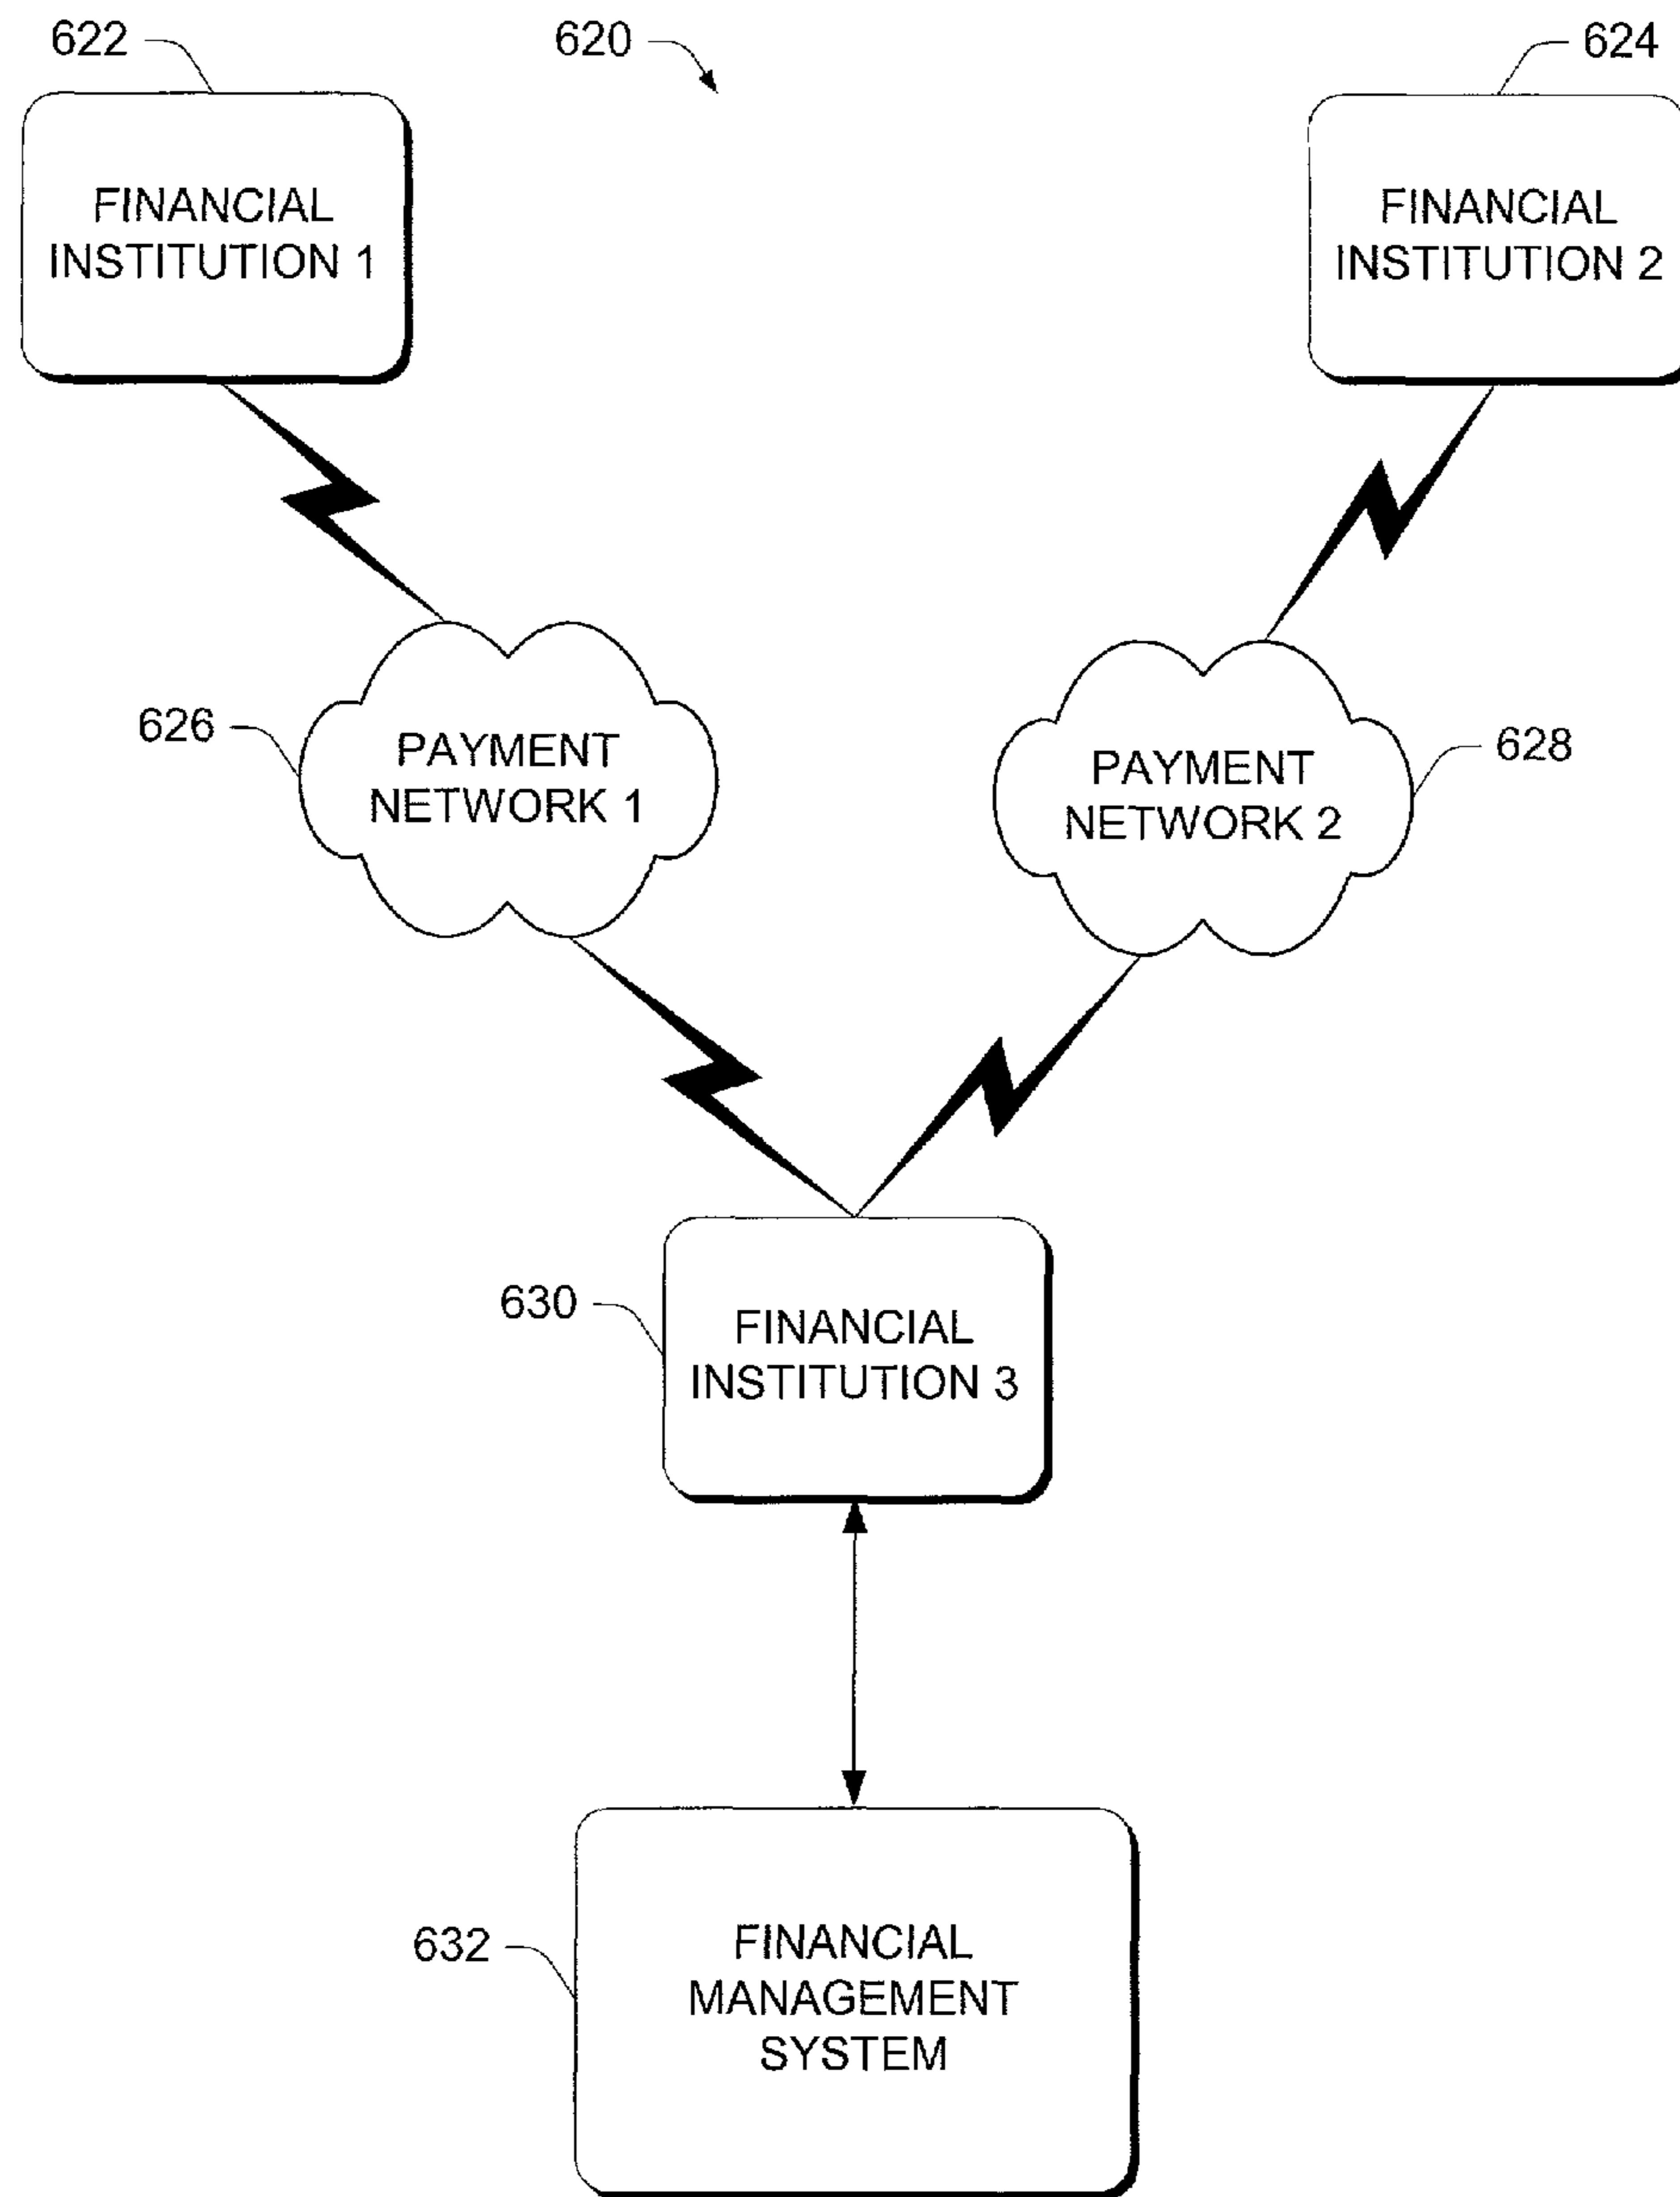 622
620
624
FINANCIAL
INSTITUTION 1
FINANCIAL
INSTITUTION 2
626
PAYMENT
NETWORK 1
PAYMENT
NETWORK 2
628
630
FINANCIAL
INSTITUTION 3
632
FINANCIAL
MANAGEMENT
SYSTEM